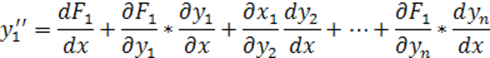 y₁′′ = dF₁/dx + ∂F₁/∂y₁ * ∂y₁/∂x + ∂x₁/∂y₂ dy₂/dx + ⋯ + ∂F₁/∂yₙ * dyₙ/dx